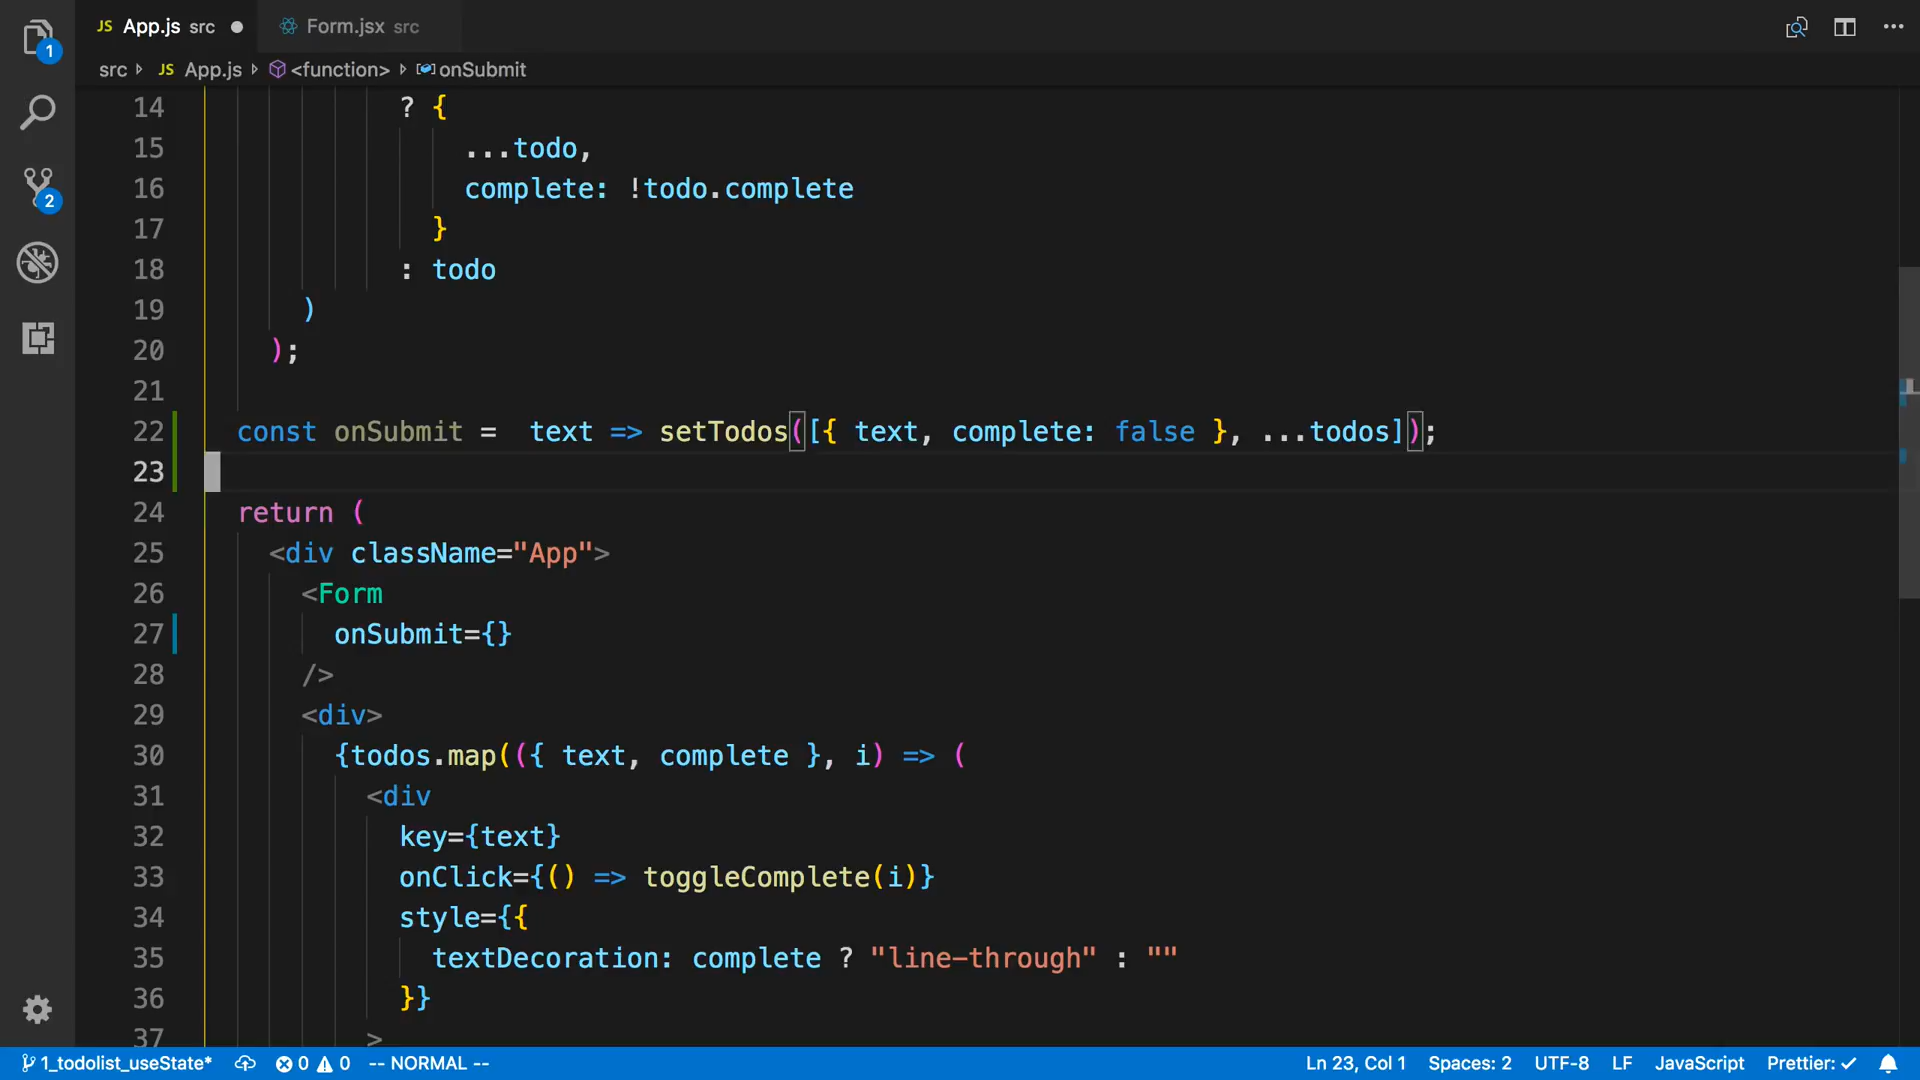 JS App.js src
Form.jsx src
1
src JS App.js <function> onSubmit
14 ? {
15 ...todo,
16 complete: !todo.complete
2
17 }
18 : todo
19 )
20 );
21
22 const onSubmit =  text => setTodos([{ text, complete: false }, ...todos]);
23
24 return (
25 <div className="App">
26 <Form
27 onSubmit={}
28 />
29 <div>
30 {todos.map(({ text, complete }, i) => (
31 <div
32 key={text}
33 onClick={() => toggleComplete(i)}
34 style={{
35 textDecoration: complete ? "line-through" : ""
36 }}
37 >
1_todolist_useState* 0 0 -- NORMAL -- Ln 23, Col 1 Spaces: 2 UTF-8 LF JavaScript Prettier: ✓